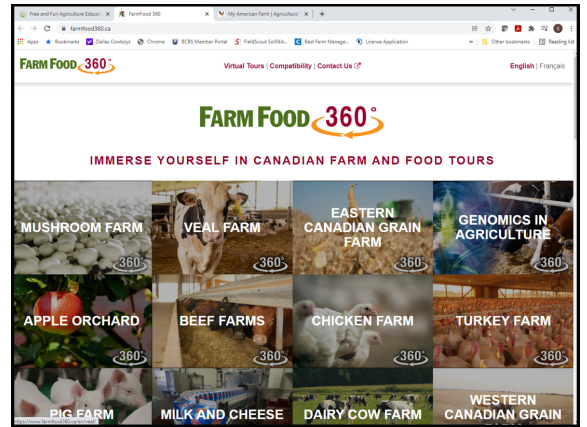 Free and Fun Agriculture Educati
FarmFood 360
My American Farm | Agricultural
farmfood360.ca
Apps
Bookmarks
Dallas Cowboys
Chrome
BCBS Member Portal
FieldScout SoilStik...
Best Farm Manage...
License Application
Other bookmarks
Reading list
FARM FOOD 360°
Virtual Tours | Compatibility | Contact Us
English | Français
FARM FOOD 360°
IMMERSE YOURSELF IN CANADIAN FARM AND FOOD TOURS
MUSHROOM FARM
360°
VEAL FARM
360°
EASTERN
CANADIAN GRAIN
FARM
360°
GENOMICS IN
AGRICULTURE
360°
APPLE ORCHARD
360°
BEEF FARMS
360°
CHICKEN FARM
360°
TURKEY FARM
360°
PIG FARM
MILK AND CHEESE
DAIRY COW FARM
WESTERN
CANADIAN GRAIN
https://www.farmfood360.ca/en/veal/